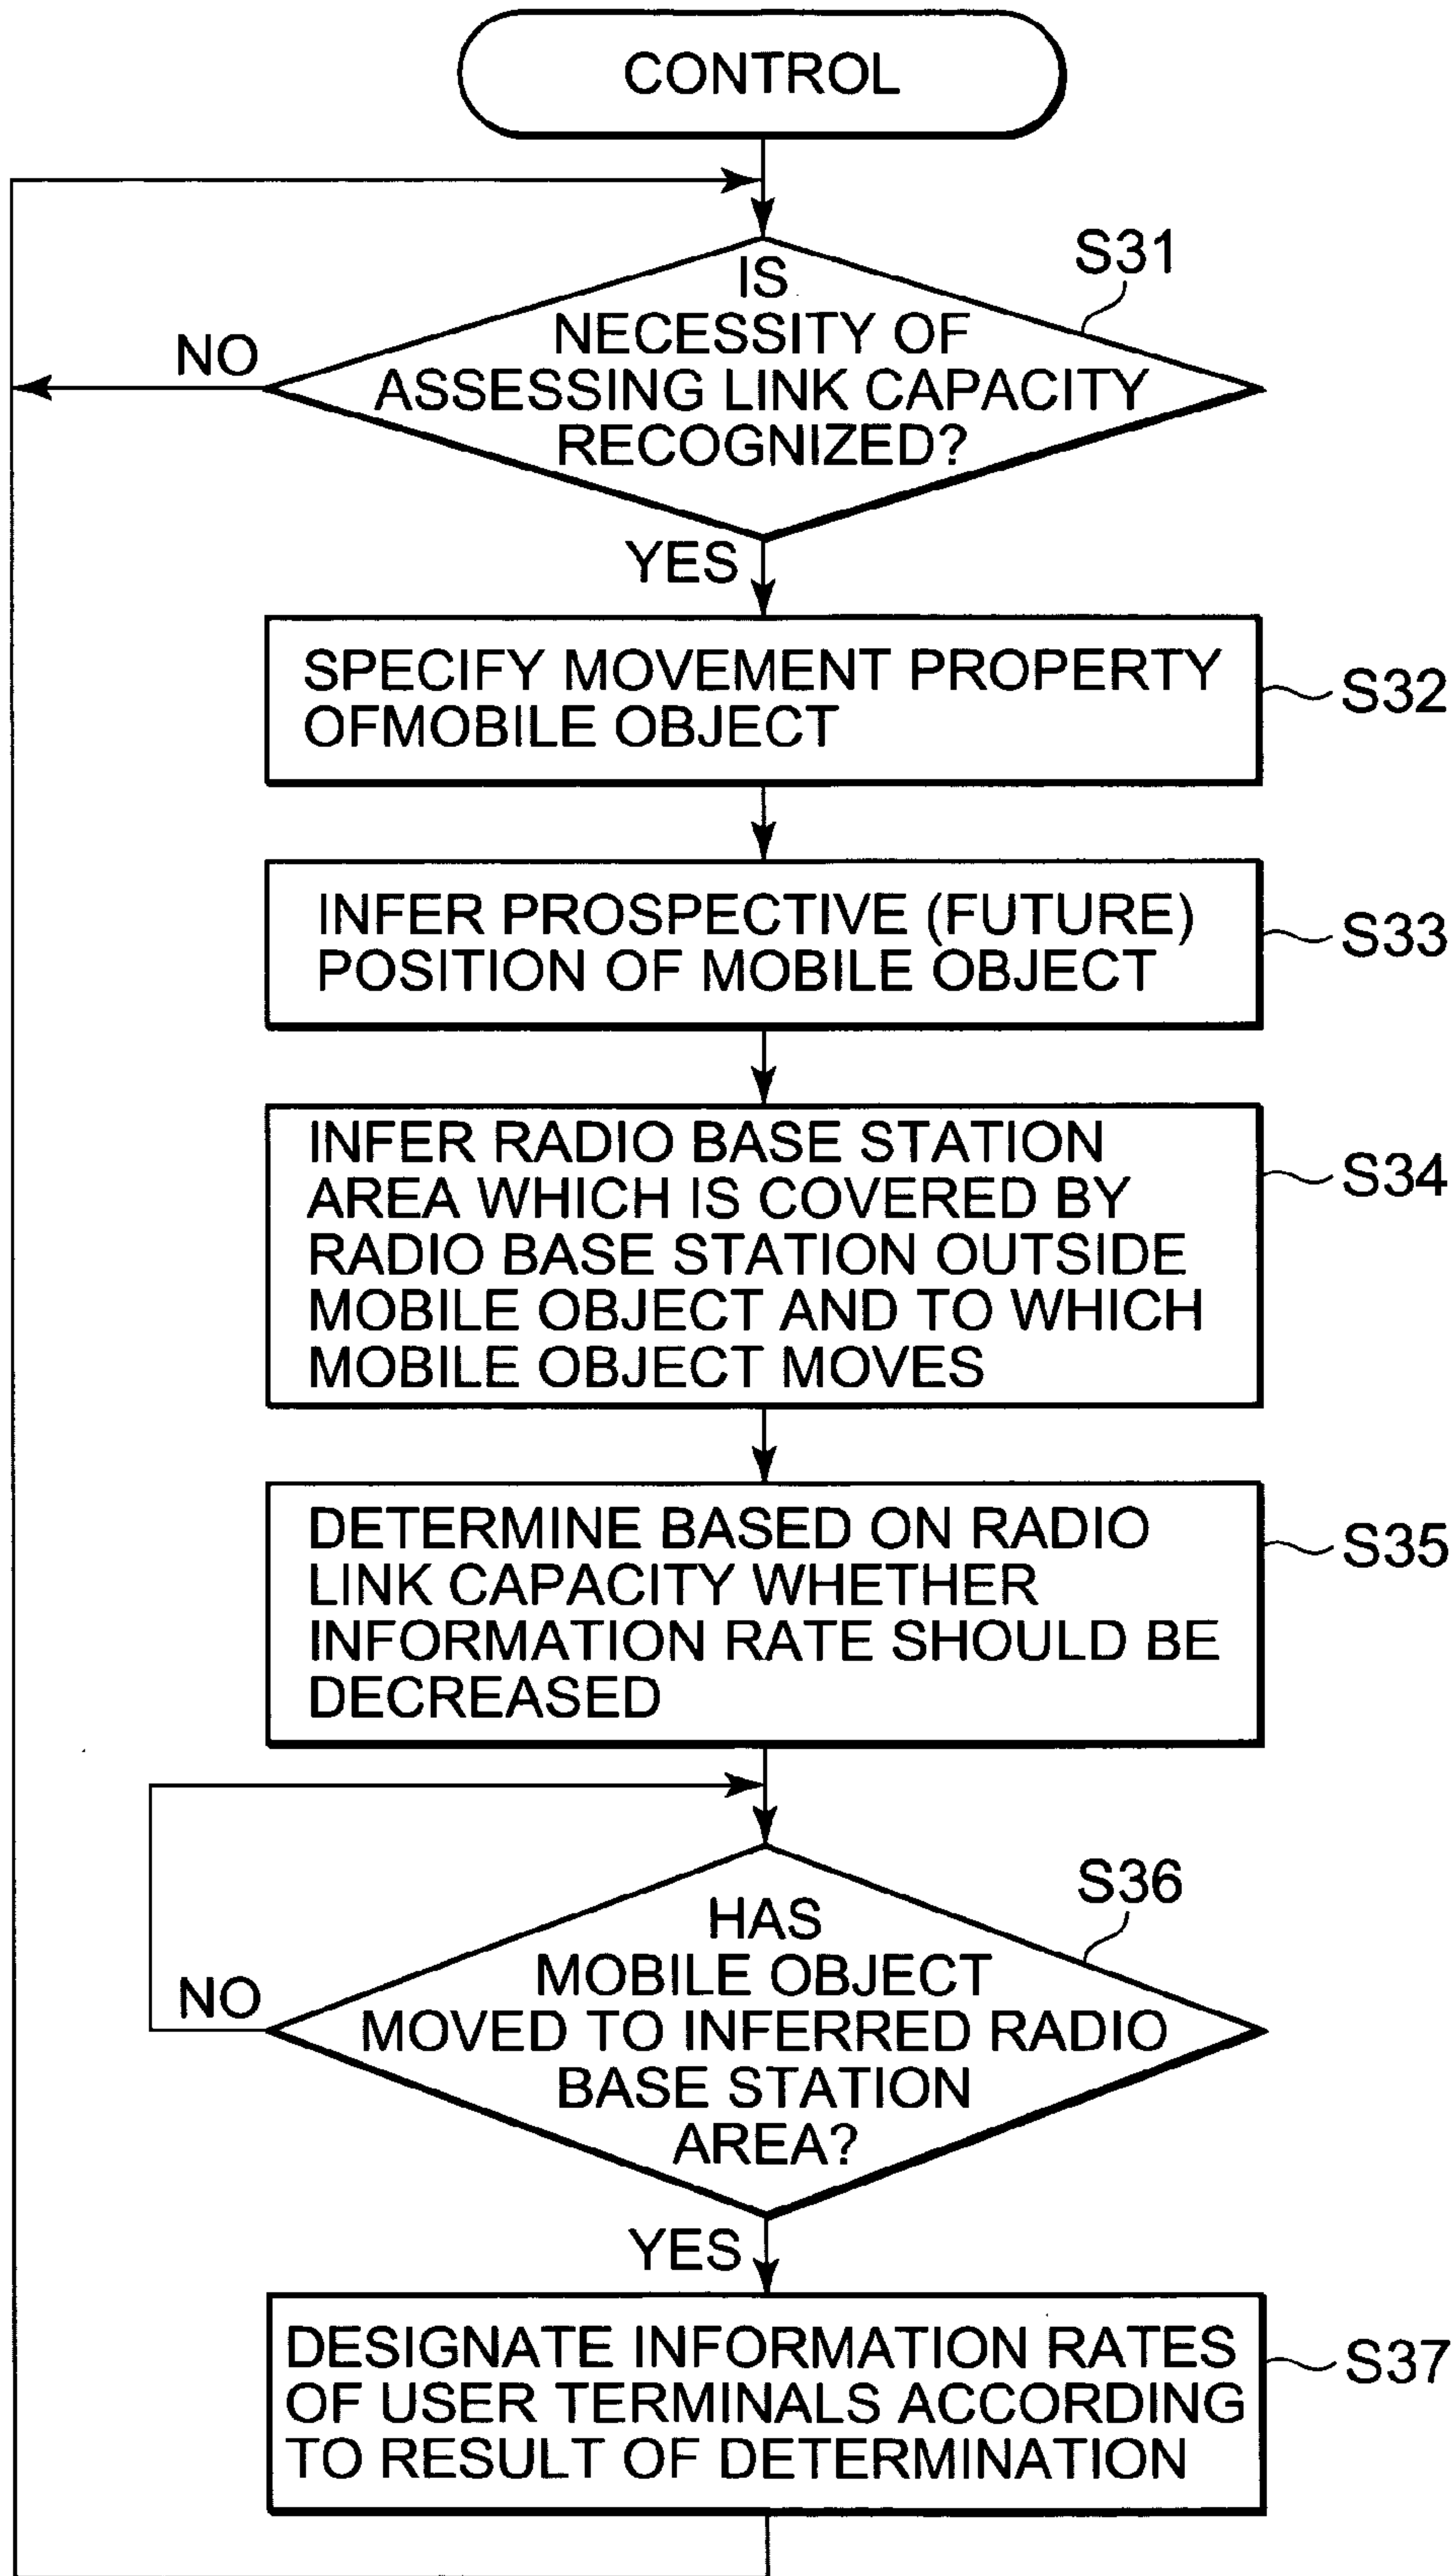 CONTROL
S31
IS
NECESSITY OF
ASSESSING LINK CAPACITY
RECOGNIZED?
NO
YES
SPECIFY MOVEMENT PROPERTY
OFMOBILE OBJECT
S32
INFER PROSPECTIVE (FUTURE)
POSITION OF MOBILE OBJECT
S33
INFER RADIO BASE STATION
AREA WHICH IS COVERED BY
RADIO BASE STATION OUTSIDE
MOBILE OBJECT AND TO WHICH
MOBILE OBJECT MOVES
S34
DETERMINE BASED ON RADIO
LINK CAPACITY WHETHER
INFORMATION RATE SHOULD BE
DECREASED
S35
S36
HAS
MOBILE OBJECT
MOVED TO INFERRED RADIO
BASE STATION
AREA?
NO
YES
DESIGNATE INFORMATION RATES
OF USER TERMINALS ACCORDING
TO RESULT OF DETERMINATION
S37